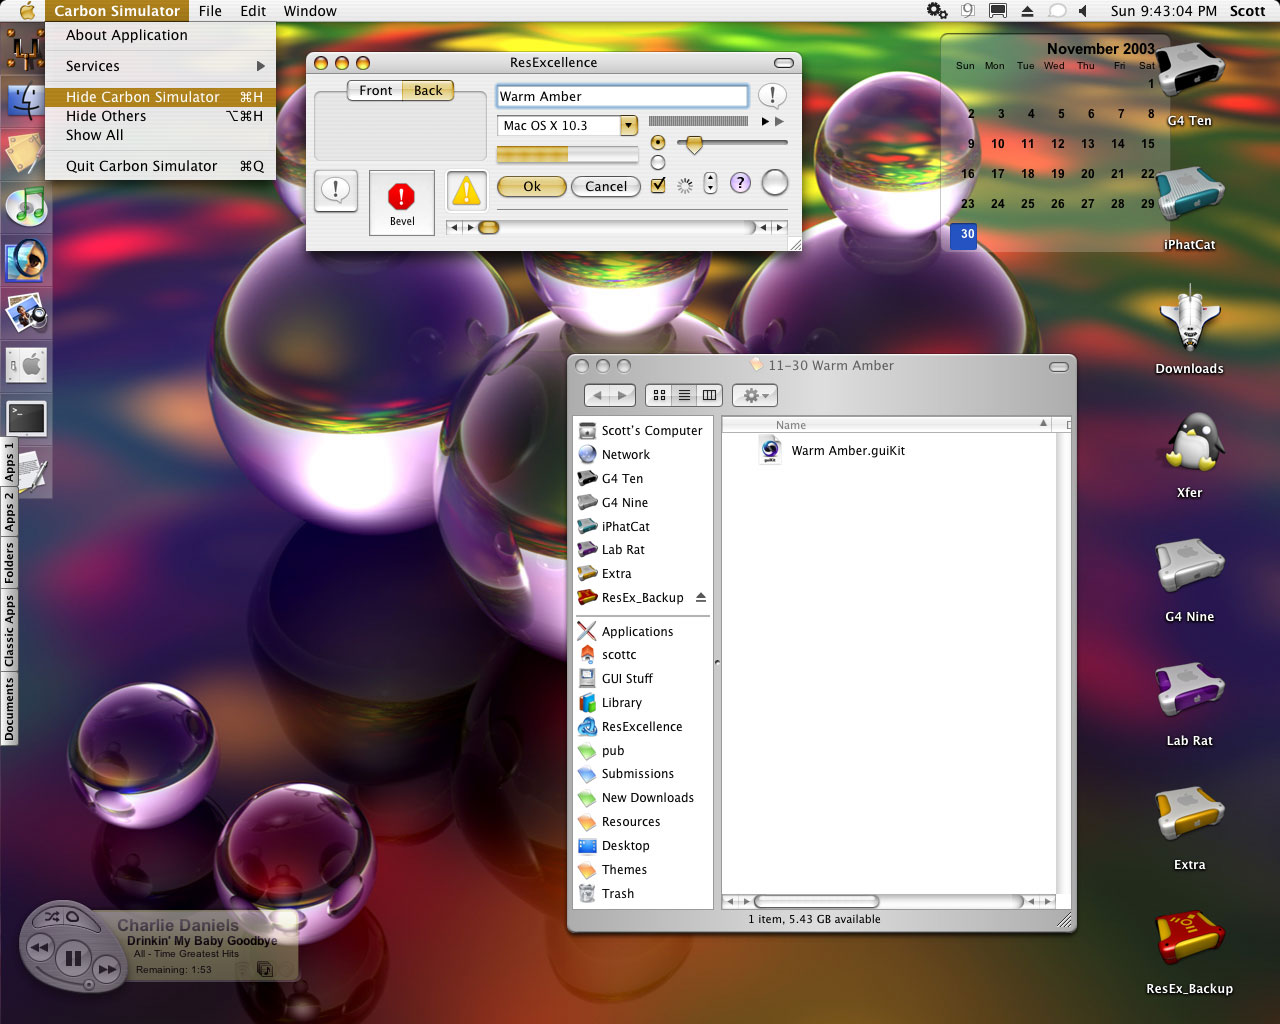 Carbon Simulator File Edit Window
Sun 9:43:04 PM Scott
About Application
Services
Hide Carbon Simulator ⌘H
Hide Others ⌥⌘H
Show All
Quit Carbon Simulator ⌘Q
ResExcellence
Front Back
Warm Amber
Mac OS X 10.3
Ok Cancel
Bevel
November 2003
Sun Mon Tue Wed Thu Fri Sat
1
2 3 4 5 6 7 8
9 10 11 12 13 14 15
16 17 18 19 20 21 22
23 24 25 26 27 28 29
30
G4 Ten
iPhatCat
Downloads
Xfer
G4 Nine
Lab Rat
Extra
ResEx_Backup
11-30 Warm Amber
Name
Warm Amber.guiKit
Scott's Computer
Network
G4 Ten
G4 Nine
iPhatCat
Lab Rat
Extra
ResEx_Backup
Applications
scottc
GUI Stuff
Library
ResExcellence
pub
Submissions
New Downloads
Resources
Desktop
Themes
Trash
1 item, 5.43 GB available
Apps 1
Apps 2
Folders
Classic Apps
Documents
Charlie Daniels
Drinkin' My Baby Goodbye
All - Time Greatest Hits
Remaining: 1:53